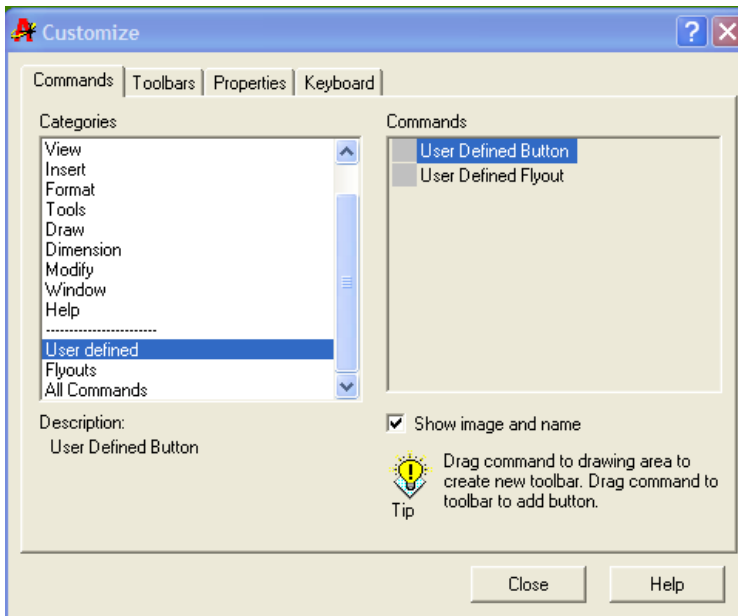 Customize
Commands
Toolbars
Properties
Keyboard
Categories
View
Insert
Format
Tools
Draw
Dimension
Modify
Window
Help
-----------------------
User defined
Flyouts
All Commands
Description:
User Defined Button
Commands
User Defined Button
User Defined Flyout
Show image and name
Drag command to drawing area to
create new toolbar. Drag command to
toolbar to add button.
Tip
Close
Help